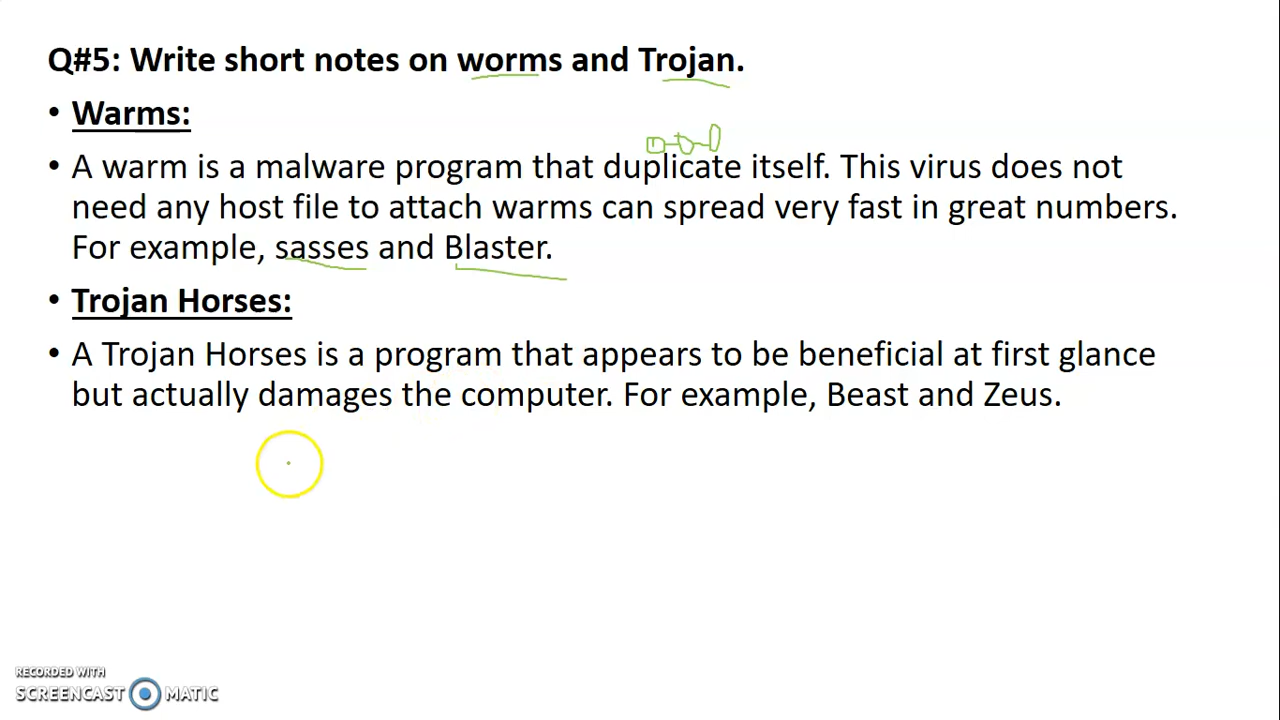 Q#5: Write short notes on worms and Trojan.
• Warms:
• A warm is a malware program that duplicate itself. This virus does not
need any host file to attach warms can spread very fast in great numbers.
For example, sasses and Blaster.
• Trojan Horses:
• A Trojan Horses is a program that appears to be beneficial at first glance
but actually damages the computer. For example, Beast and Zeus.
RECORDED WITH
SCREENCAST MATIC